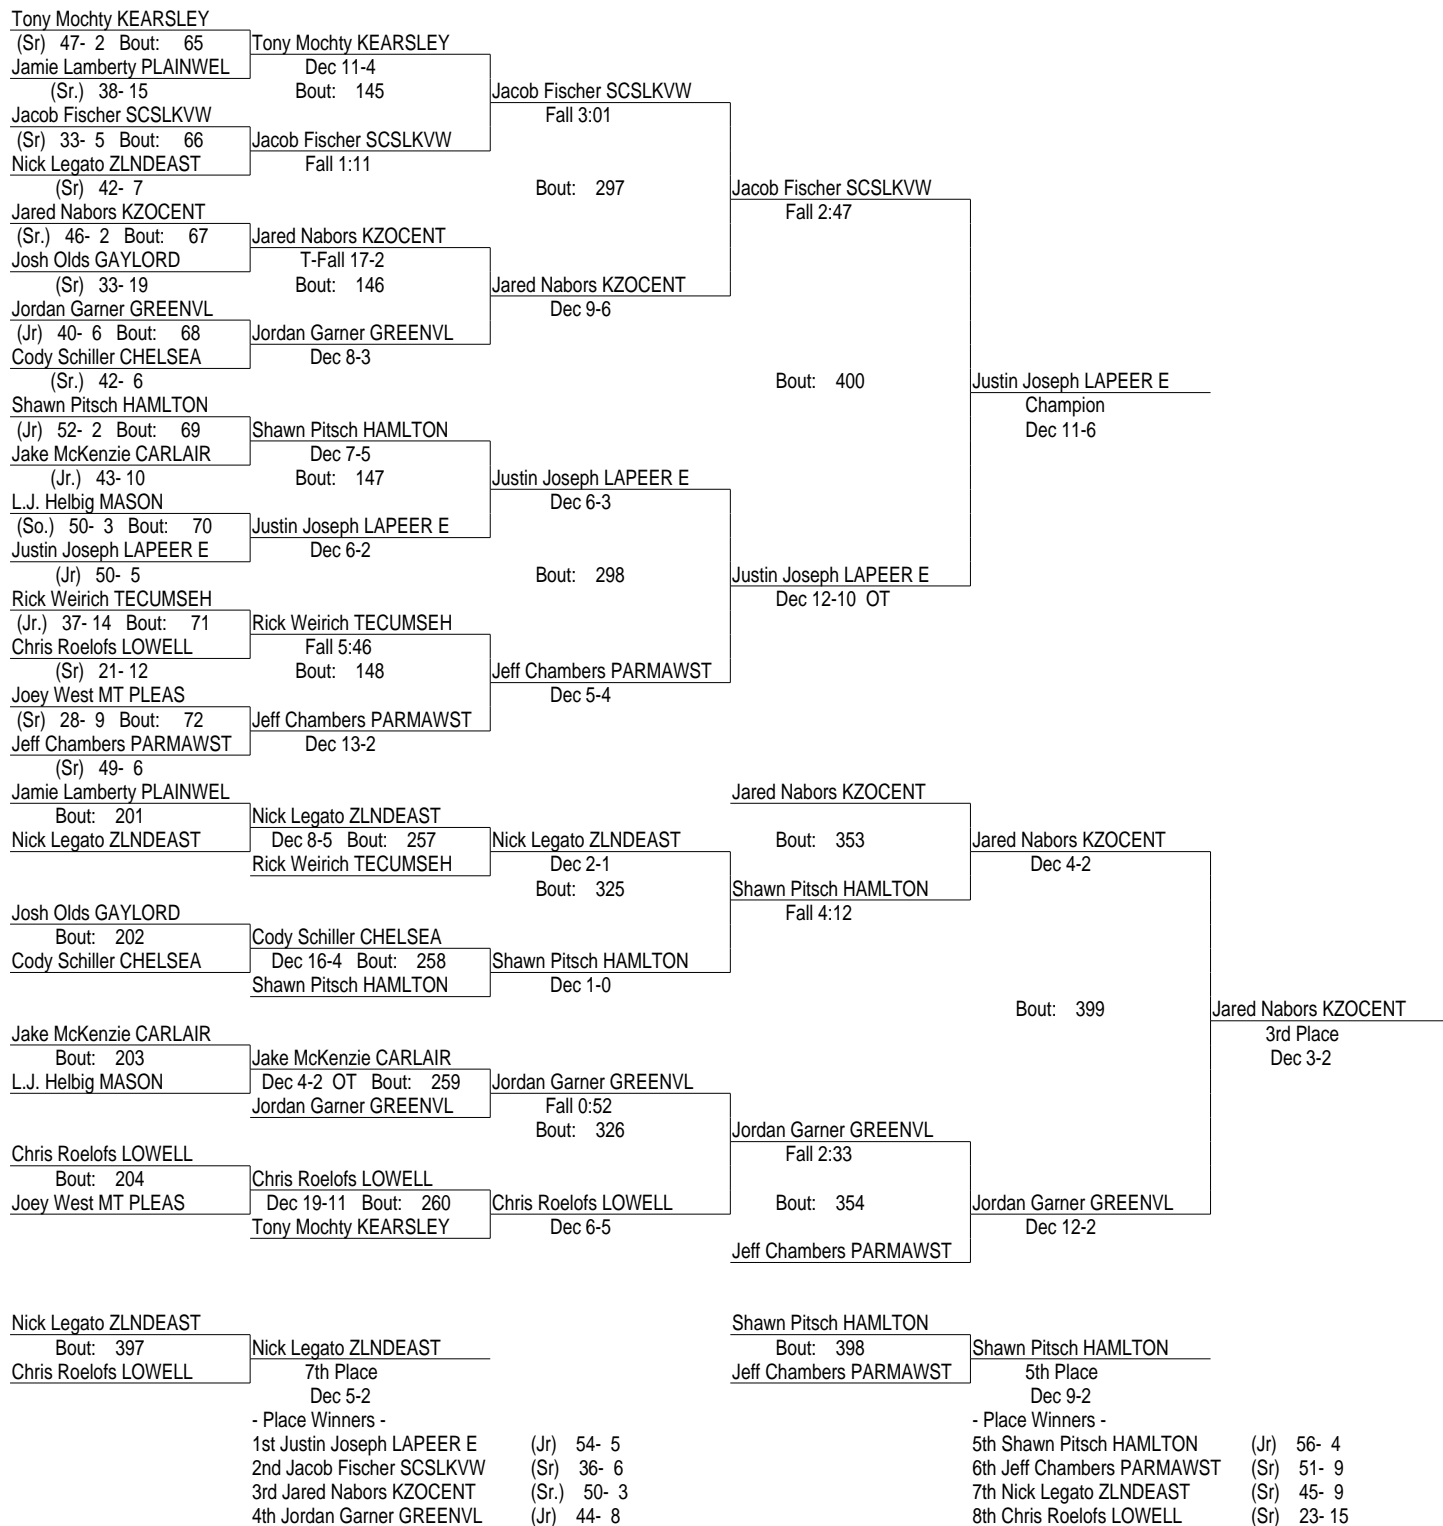 Tony Mochty KEARSLEY
(Sr) 47- 2 Bout: 65
Tony Mochty KEARSLEY
Jamie Lamberty PLAINWEL
Dec 11-4
(Sr.) 38- 15
Bout: 145
Jacob Fischer SCSLKVW
Jacob Fischer SCSLKVW
Fall 3:01
(Sr) 33- 5 Bout: 66
Jacob Fischer SCSLKVW
Nick Legato ZLNDEAST
Fall 1:11
(Sr) 42- 7
Bout: 297
Jacob Fischer SCSLKVW
Jared Nabors KZOCENT
Fall 2:47
(Sr.) 46- 2 Bout: 67
Jared Nabors KZOCENT
Josh Olds GAYLORD
T-Fall 17-2
(Sr) 33- 19
Bout: 146
Jared Nabors KZOCENT
Jordan Garner GREENVL
Dec 9-6
(Jr) 40- 6 Bout: 68
Jordan Garner GREENVL
Cody Schiller CHELSEA
Dec 8-3
(Sr.) 42- 6
Bout: 400
Justin Joseph LAPEER E
Shawn Pitsch HAMLTON
Champion
(Jr) 52- 2 Bout: 69
Shawn Pitsch HAMLTON
Dec 11-6
Jake McKenzie CARLAIR
Dec 7-5
(Jr.) 43- 10
Bout: 147
Justin Joseph LAPEER E
L.J. Helbig MASON
Dec 6-3
(So.) 50- 3 Bout: 70
Justin Joseph LAPEER E
Justin Joseph LAPEER E
Dec 6-2
(Jr) 50- 5
Bout: 298
Justin Joseph LAPEER E
Rick Weirich TECUMSEH
Dec 12-10 OT
(Jr.) 37- 14 Bout: 71
Rick Weirich TECUMSEH
Chris Roelofs LOWELL
Fall 5:46
(Sr) 21- 12
Bout: 148
Jeff Chambers PARMAWST
Joey West MT PLEAS
Dec 5-4
(Sr) 28- 9 Bout: 72
Jeff Chambers PARMAWST
Jeff Chambers PARMAWST
Dec 13-2
(Sr) 49- 6
Jamie Lamberty PLAINWEL
Jared Nabors KZOCENT
Bout: 201
Nick Legato ZLNDEAST
Nick Legato ZLNDEAST
Dec 8-5 Bout: 257
Nick Legato ZLNDEAST
Bout: 353
Jared Nabors KZOCENT
Rick Weirich TECUMSEH
Dec 2-1
Dec 4-2
Bout: 325
Shawn Pitsch HAMLTON
Josh Olds GAYLORD
Fall 4:12
Bout: 202
Cody Schiller CHELSEA
Cody Schiller CHELSEA
Dec 16-4 Bout: 258
Shawn Pitsch HAMLTON
Shawn Pitsch HAMLTON
Dec 1-0
Bout: 399
Jared Nabors KZOCENT
Jake McKenzie CARLAIR
3rd Place
Bout: 203
Jake McKenzie CARLAIR
Dec 3-2
L.J. Helbig MASON
Dec 4-2 OT Bout: 259
Jordan Garner GREENVL
Jordan Garner GREENVL
Fall 0:52
Bout: 326
Jordan Garner GREENVL
Chris Roelofs LOWELL
Fall 2:33
Bout: 204
Chris Roelofs LOWELL
Joey West MT PLEAS
Dec 19-11 Bout: 260
Chris Roelofs LOWELL
Bout: 354
Jordan Garner GREENVL
Tony Mochty KEARSLEY
Dec 6-5
Dec 12-2
Jeff Chambers PARMAWST
Nick Legato ZLNDEAST
Shawn Pitsch HAMLTON
Bout: 397
Nick Legato ZLNDEAST
Bout: 398
Shawn Pitsch HAMLTON
Chris Roelofs LOWELL
7th Place
Jeff Chambers PARMAWST
5th Place
Dec 5-2
Dec 9-2
- Place Winners -
- Place Winners -
1st Justin Joseph LAPEER E (Jr) 54- 5
5th Shawn Pitsch HAMLTON (Jr) 56- 4
2nd Jacob Fischer SCSLKVW (Sr) 36- 6
6th Jeff Chambers PARMAWST (Sr) 51- 9
3rd Jared Nabors KZOCENT (Sr.) 50- 3
7th Nick Legato ZLNDEAST (Sr) 45- 9
4th Jordan Garner GREENVL (Jr) 44- 8
8th Chris Roelofs LOWELL (Sr) 23- 15